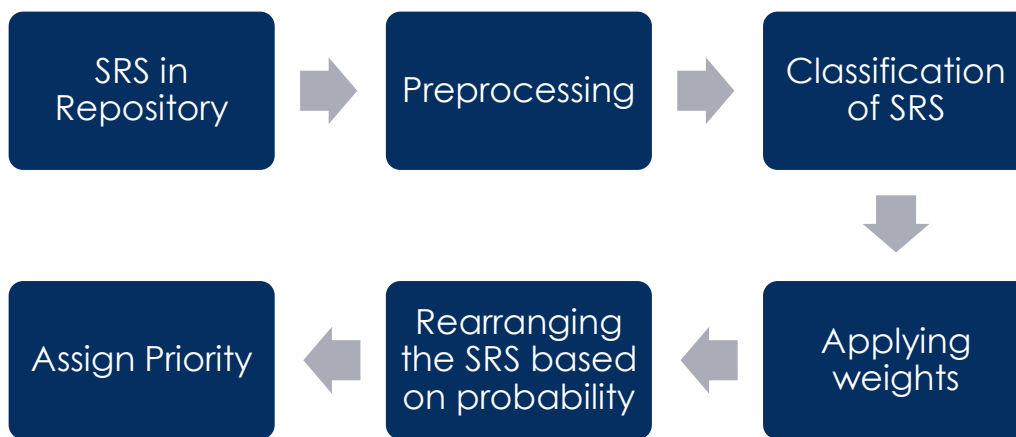 SRS in
Repository
Preprocessing
Classification
of SRS
Applying
weights
Rearranging
the SRS based
on probability
Assign Priority